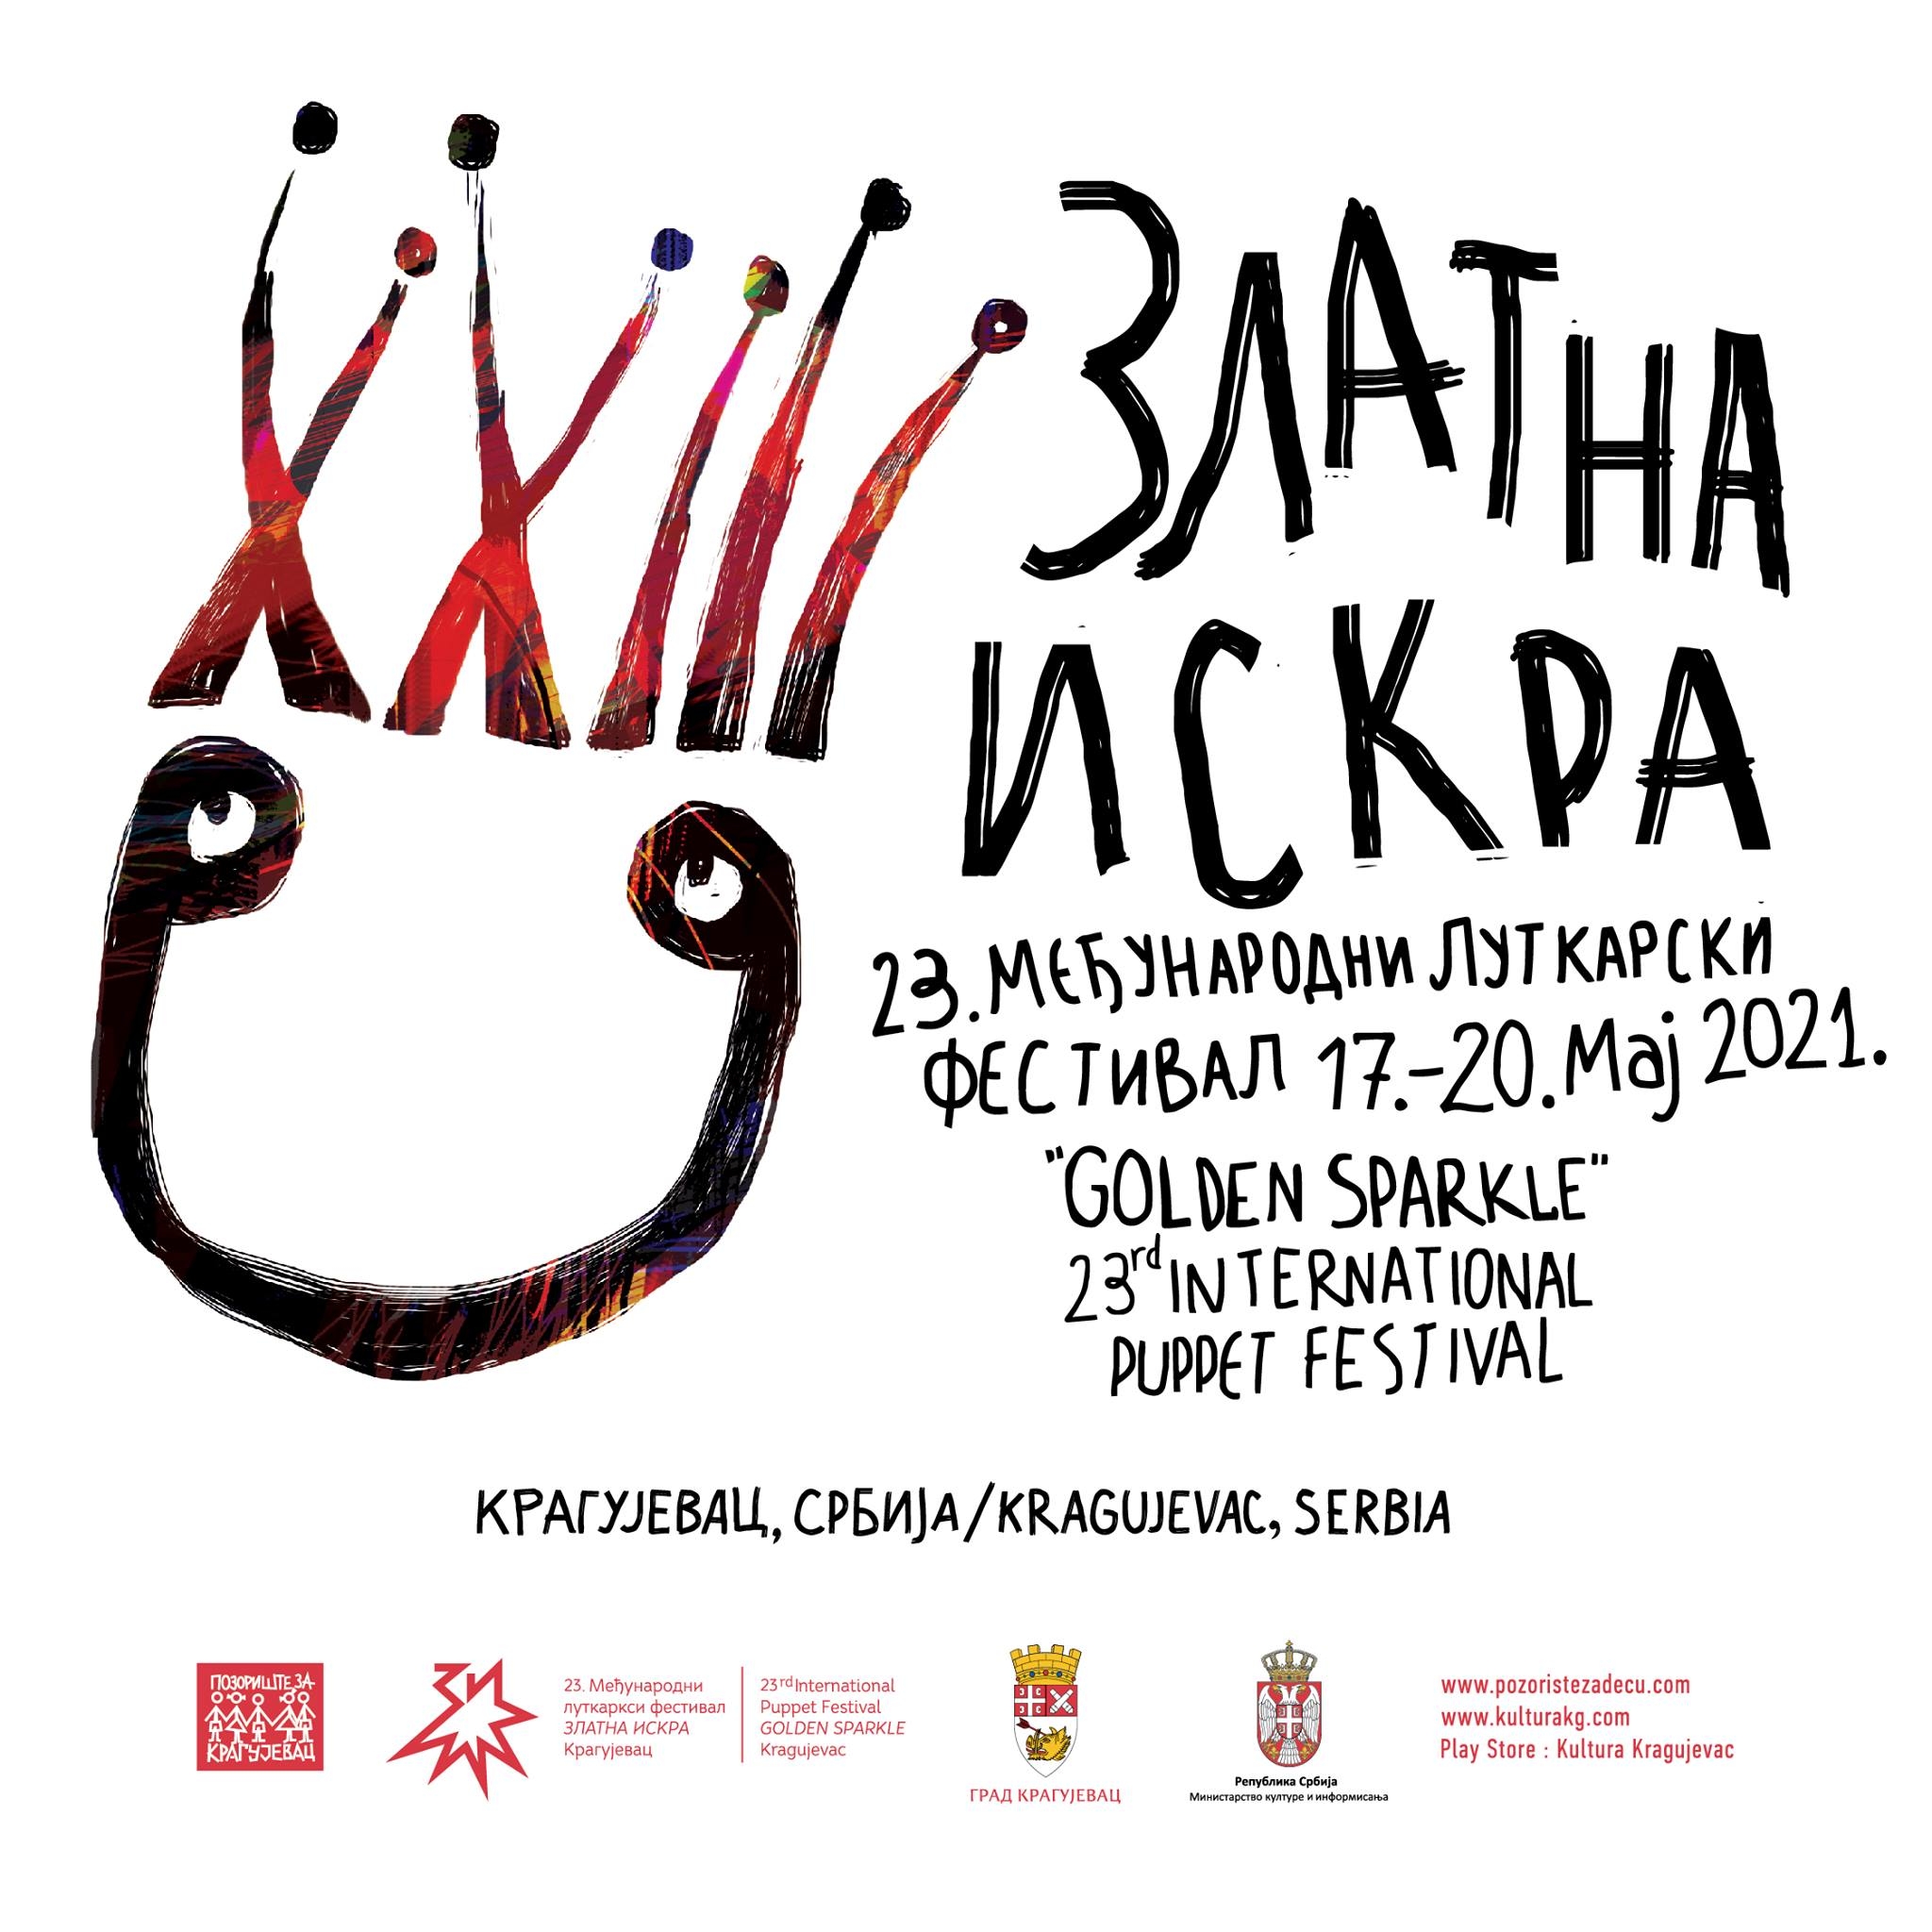 XXIII
ЗЛАТНА
ИСКРА
23. МЕЂУНАРОДНИ ЛУТКАРСКИ
ФЕСТИВАЛ 17.-20. Мај 2021.
"GOLDEN SPARKLE"
23rd INTERNATIONAL
PUPPET FESTIVAL
КРАГУЈЕВАЦ, СРБИЈА/KRAGUJEVAC, SERBIA
ПОЗОРИШТЕ ЗА
КРАГУЈЕВАЦ
ЗИ
23. Међународни
луткаркси фестивал
ЗЛАТНА ИСКРА
Крагујевац
23rd International
Puppet Festival
GOLDEN SPARKLE
Kragujevac
ГРАД КРАГУЈЕВАЦ
Република Србија
Министарство културе и информисања
www.pozoristezadecu.com
www.kulturakg.com
Play Store : Kultura Kragujevac